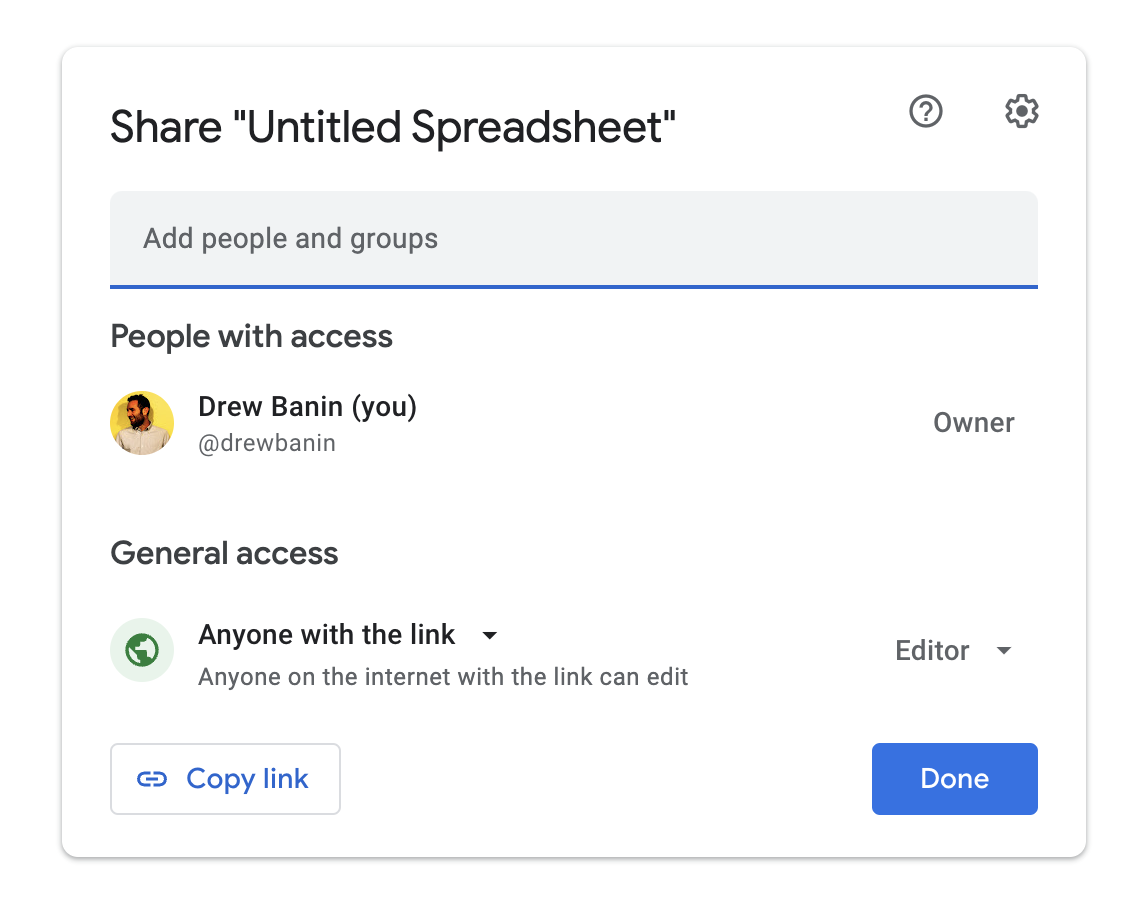 Share "Untitled Spreadsheet"
Add people and groups
People with access
Drew Banin (you)
@drewbanin
Owner
General access
Anyone with the link
Anyone on the internet with the link can edit
Editor
Copy link
Done